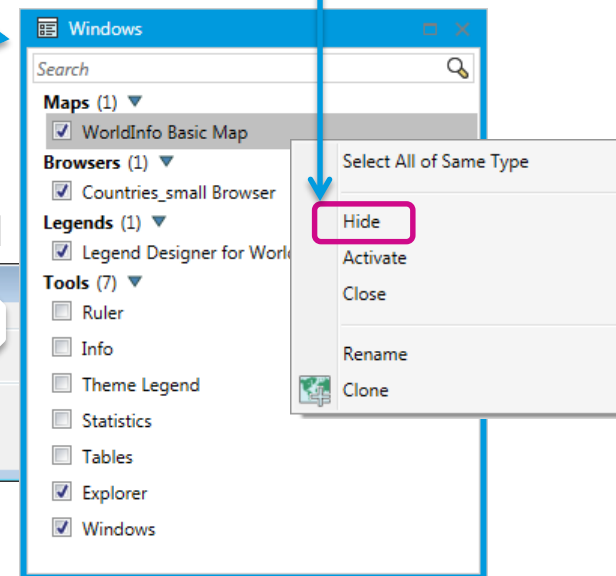 Windows
Search
Maps (1)
WorldInfo Basic Map
Browsers (1)
Countries_small Browser
Legends (1)
Legend Designer for
Tools (7)
Ruler
Info
Theme Legend
Statistics
Tables
Explorer
Windows
Select All of Same Type
Hide
Activate
Close
Rename
Clone